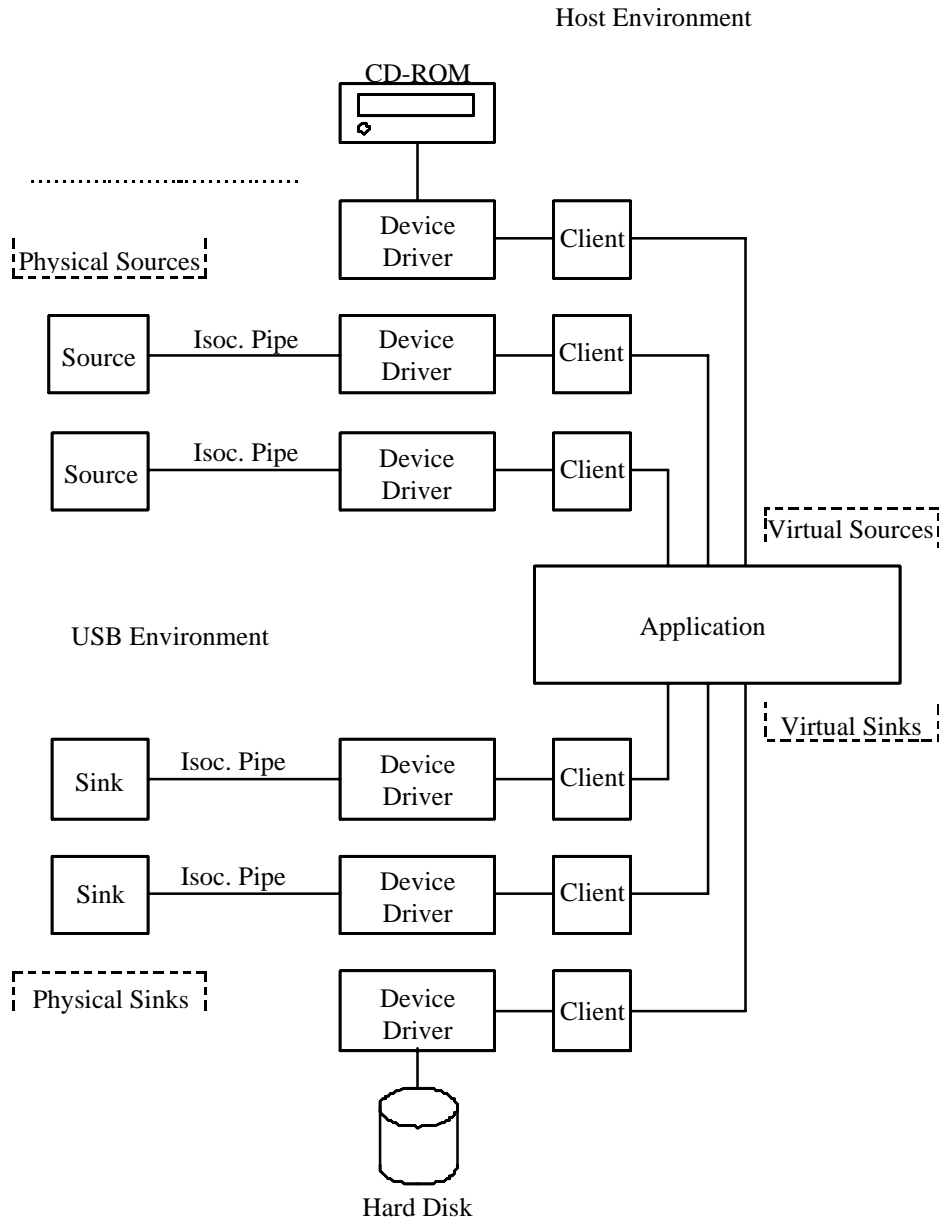 Host Environment
CD-ROM
Device
Driver
Client
Physical Sources
Source
Isoc. Pipe
Device
Driver
Client
Source
Isoc. Pipe
Device
Driver
Client
Virtual Sources
Application
USB Environment
Virtual Sinks
Sink
Isoc. Pipe
Device
Driver
Client
Sink
Isoc. Pipe
Device
Driver
Client
Physical Sinks
Device
Driver
Client
Hard Disk